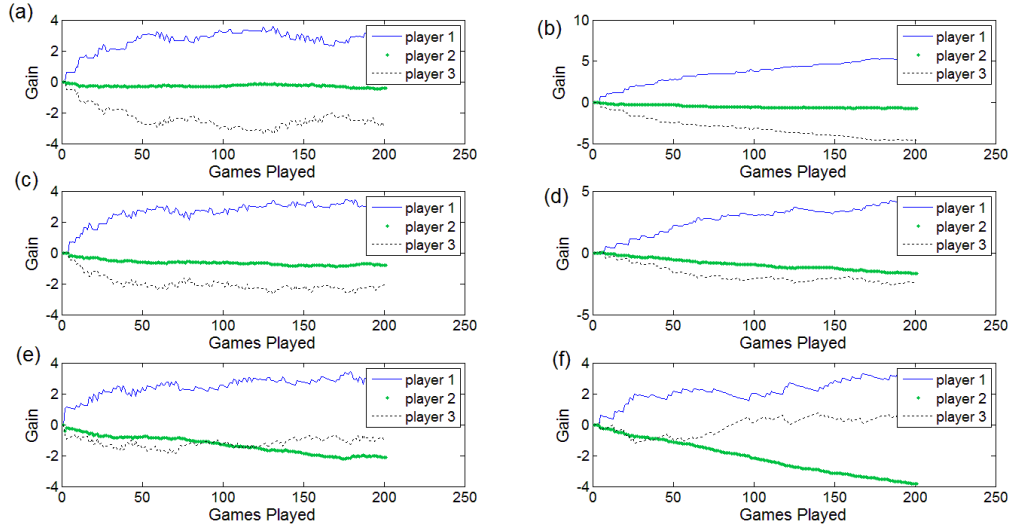 (a)
4
2
0
-2
-4
Gain
0 50 100 150 200 250
Games Played
player 1
player 2
player 3
(b)
10
5
0
-5
Gain
0 50 100 150 200 250
Games Played
player 1
player 2
player 3
(c)
4
2
0
-2
-4
Gain
0 50 100 150 200 250
Games Played
player 1
player 2
player 3
(d)
5
0
-5
Gain
0 50 100 150 200 250
Games Played
player 1
player 2
player 3
(e)
4
2
0
-2
-4
Gain
0 50 100 150 200 250
Games Played
player 1
player 2
player 3
(f)
4
2
0
-2
-4
Gain
0 50 100 150 200 250
Games Played
player 1
player 2
player 3